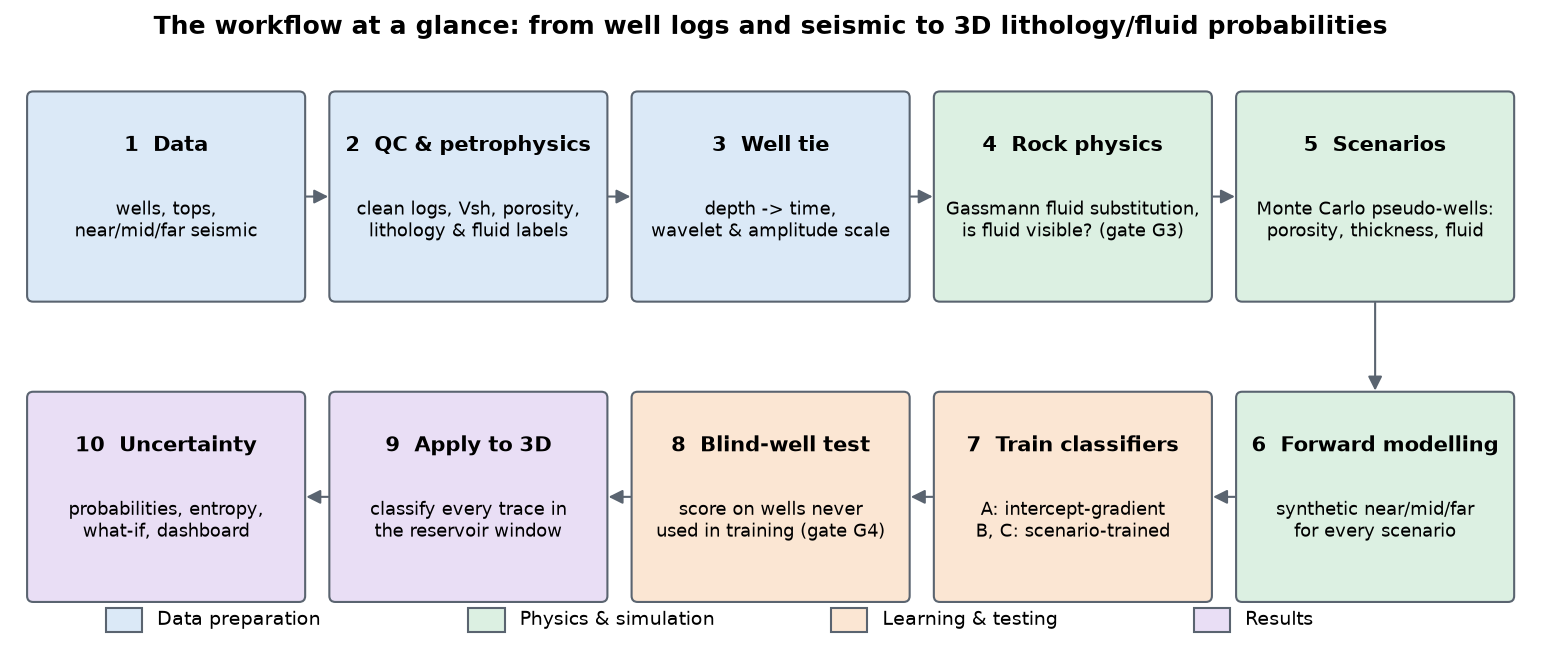 The workflow at a glance: from well logs and seismic to 3D lithology/fluid probabilities
1 Data
wells, tops,
near/mid/far seismic
2 QC & petrophysics
clean logs, Vsh, porosity,
lithology & fluid labels
3 Well tie
depth -> time,
wavelet & amplitude scale
4 Rock physics
Gassmann fluid substitution,
is fluid visible? (gate G3)
5 Scenarios
Monte Carlo pseudo-wells:
porosity, thickness, fluid
6 Forward modelling
synthetic near/mid/far
for every scenario
7 Train classifiers
A: intercept-gradient
B, C: scenario-trained
8 Blind-well test
score on wells never
used in training (gate G4)
9 Apply to 3D
classify every trace in
the reservoir window
10 Uncertainty
probabilities, entropy,
what-if, dashboard
Data preparation
Physics & simulation
Learning & testing
Results